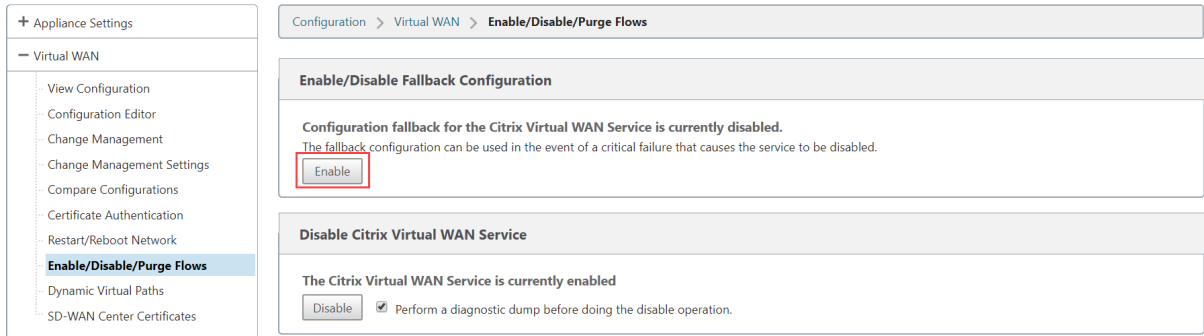 Appliance Settings
Virtual WAN
View Configuration
Configuration Editor
Change Management
Change Management Settings
Compare Configurations
Certificate Authentication
Restart/Reboot Network
Enable/Disable/Purge Flows
Dynamic Virtual Paths
SD-WAN Center Certificates
Configuration > Virtual WAN > Enable/Disable/Purge Flows
Enable/Disable Fallback Configuration
Configuration fallback for the Citrix Virtual WAN Service is currently disabled.
The fallback configuration can be used in the event of a critical failure that causes the service to be disabled.
Enable
Disable Citrix Virtual WAN Service
The Citrix Virtual WAN Service is currently enabled
Disable Perform a diagnostic dump before doing the disable operation.